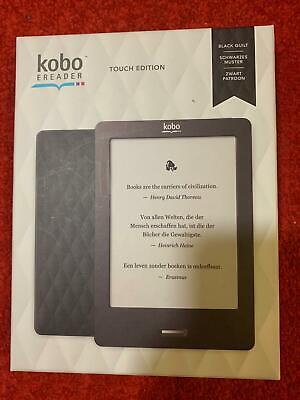 kobo™
EREADER
TOUCH EDITION
BLACK QUILT
SCHWARZES
MUSTER
ZWART
PATROON
kobo
Books are the carriers of civilization.
— Henry David Thoreau
Von allen Welten, die der
Mensch erschaffen hat, ist die der
Bücher die Gewaltigste.
— Heinrich Heine
Een leven zonder boeken is onleefbaar.
— Erasmus